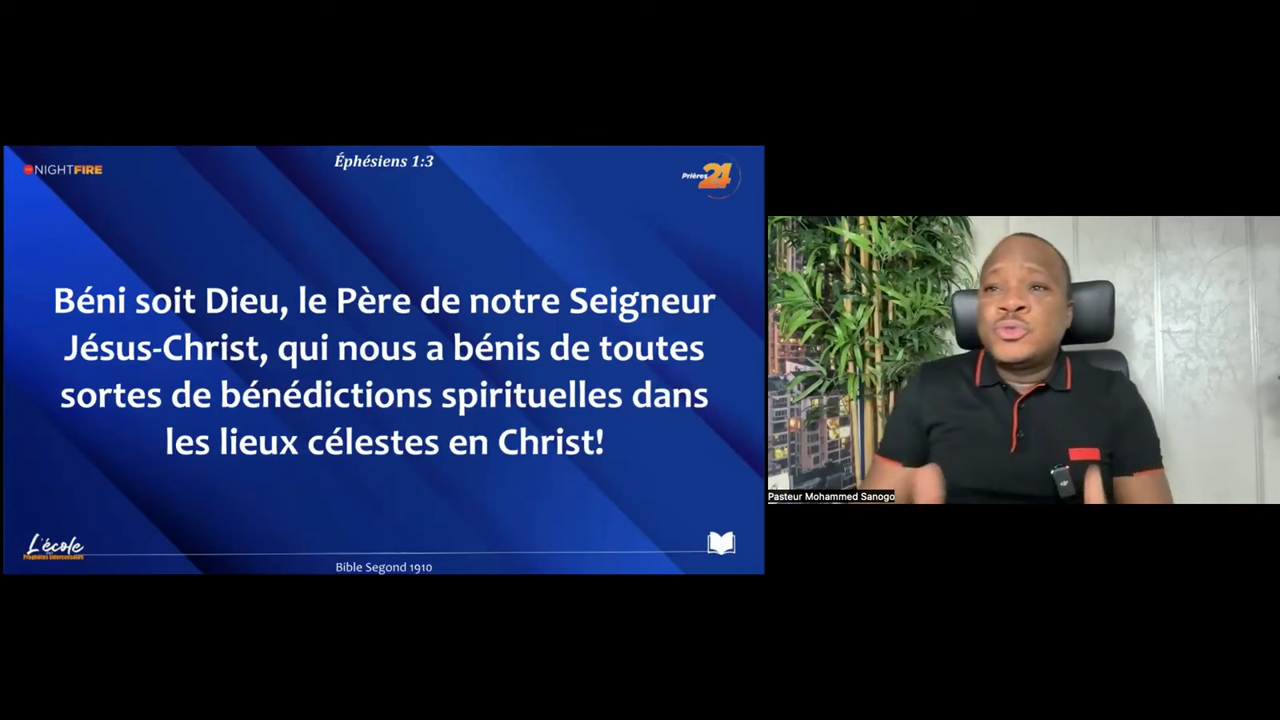 NIGHTFIRE
Éphésiens 1:3
Prières 24
Béni soit Dieu, le Père de notre Seigneur
Jésus-Christ, qui nous a bénis de toutes
sortes de bénédictions spirituelles dans
les lieux célestes en Christ!
L'école
Bible Segond 1910
Pasteur Mohammed Sanogo